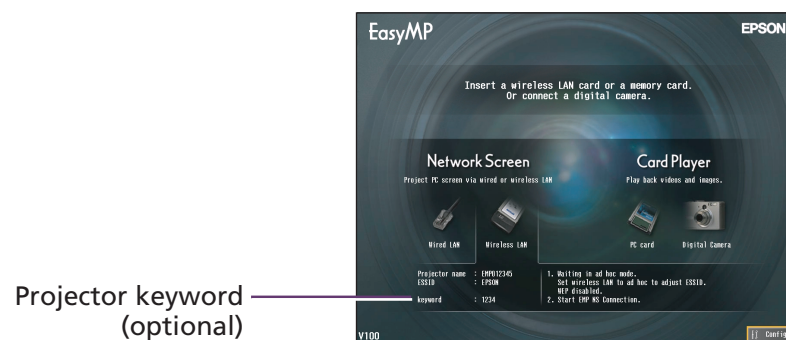 EasyMP
EPSON
Insert a wireless LAN card or a memory card.
Or connect a digital camera.
Network Screen
Project PC screen via wired or wireless LAN
Card Player
Play back videos and images.
Wired LAN
Wireless LAN
PC card
Digital Camera
Projector name : EMP012345
ESSID : EPSON
keyword : 1234
1. Waiting in ad hoc mode.
Set wireless LAN to ad hoc to adjust ESSID.
WEP disabled.
2. Start EMP NS Connection.
Projector keyword
(optional)
V100
Config